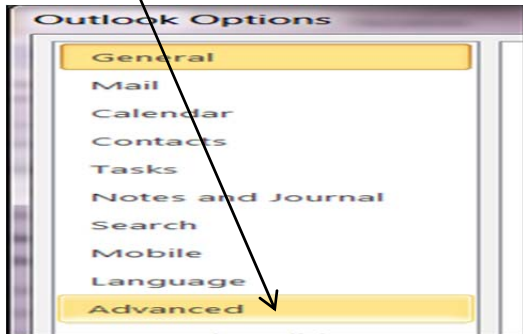 Outlook Options
General
Mail
Calendar
Contacts
Tasks
Notes and Journal
Search
Mobile
Language
Advanced